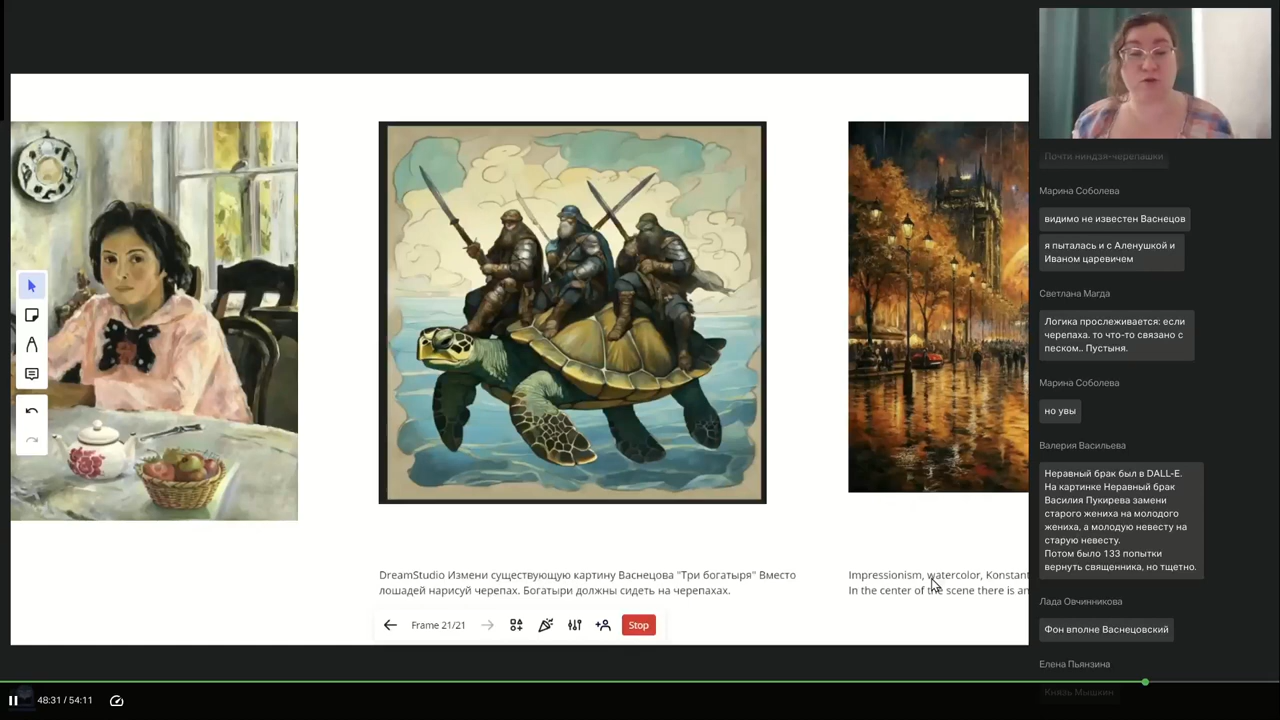 DreamStudio Измени существующую картину Васнецова "Три богатыря" Вместо
лошадей нарисуй черепах. Богатыри должны сидеть на черепахах.
Impressionism, watercolor, Konstant
In the center of the scene there is an
Frame 21/21
Stop
Почти ниндзя-черепашки
Марина Соболева
видимо не известен Васнецов
я пыталась и с Аленушкой и
Иваном царевичем
Светлана Магда
Логика прослеживается: если
черепаха. то что-то связано с
песком.. Пустыня.
Марина Соболева
но увы
Валерия Васильева
Неравный брак был в DALL-E.
На картинке Неравный брак
Василия Пукирева замени
старого жениха на молодого
жениха, а молодую невесту на
старую невесту.
Потом было 133 попытки
вернуть священника, но тщетно.
Лада Овчинникова
Фон вполне Васнецовский
Елена Пьянзина
Князь Мышкин
48:31 / 54:11